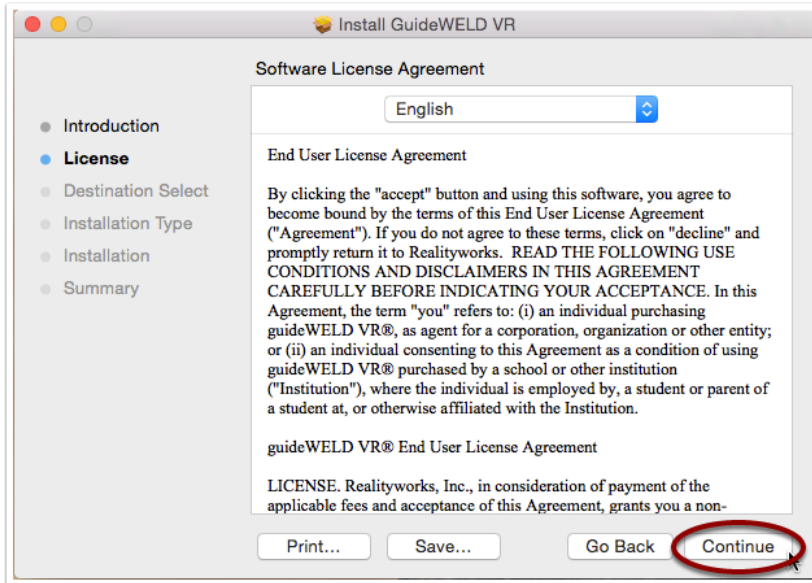 Install GuideWELD VR
Software License Agreement
Introduction
License
Destination Select
Installation Type
Installation
Summary
English
End User License Agreement
By clicking the "accept" button and using this software, you agree to
become bound by the terms of this End User License Agreement
("Agreement"). If you do not agree to these terms, click on "decline" and
promptly return it to Realityworks.  READ THE FOLLOWING USE
CONDITIONS AND DISCLAIMERS IN THIS AGREEMENT
CAREFULLY BEFORE INDICATING YOUR ACCEPTANCE. In this
Agreement, the term "you" refers to: (i) an individual purchasing
guideWELD VR®, as agent for a corporation, organization or other entity;
or (ii) an individual consenting to this Agreement as a condition of using
guideWELD VR® purchased by a school or other institution
("Institution"), where the individual is employed by, a student or parent of
a student at, or otherwise affiliated with the Institution.
guideWELD VR® End User License Agreement
LICENSE. Realityworks, Inc., in consideration of payment of the
applicable fees and acceptance of this Agreement, grants you a non-
Print...
Save...
Go Back
Continue